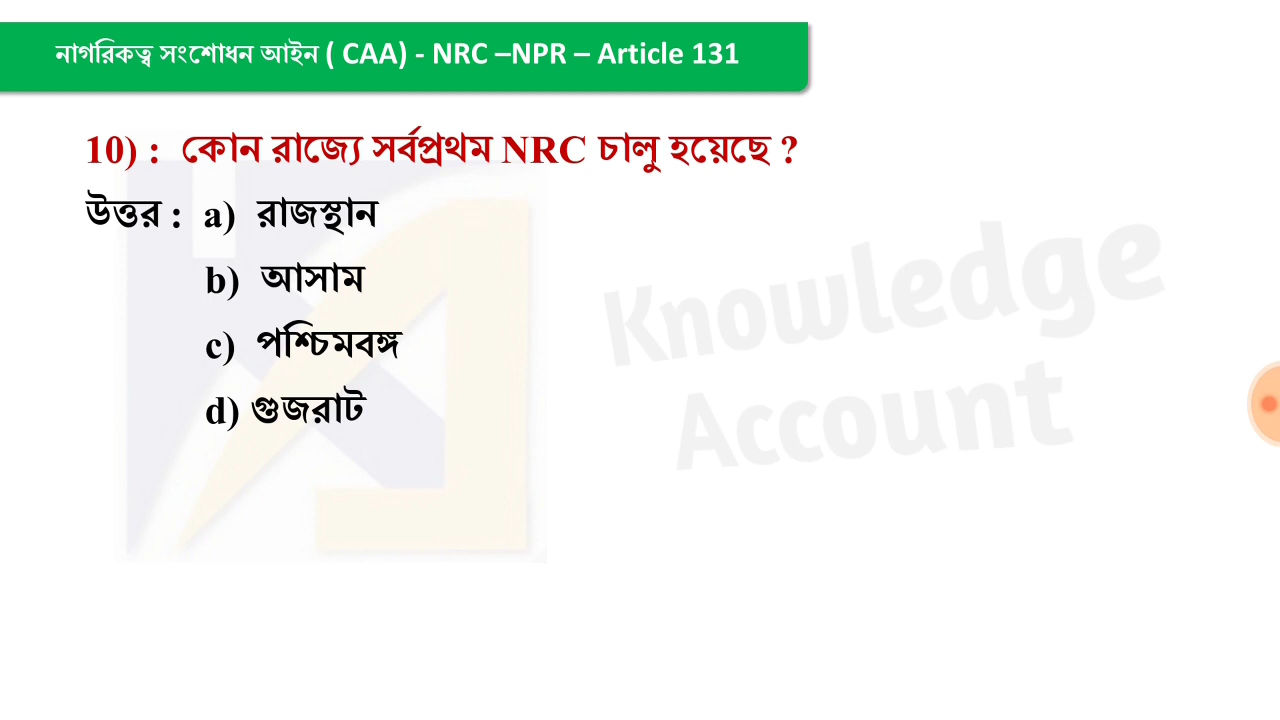 নাগরিকত্ব সংশোধন আইন ( CAA) - NRC –NPR – Article 131
10) : কোন রাজ্যে সর্বপ্রথম NRC চালু হয়েছে ?
উত্তর : a) রাজস্থান
b) আসাম
c) পশ্চিমবঙ্গ
d) গুজরাট
Knowledge
Account